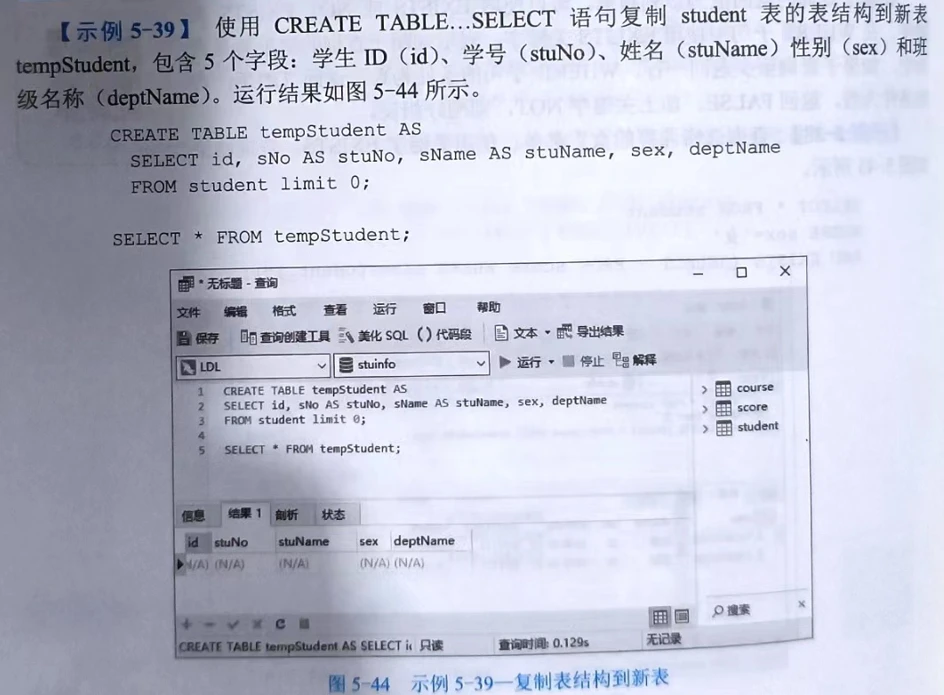 【示例 5-39】 使用 CREATE TABLE…SELECT 语句复制 student 表的表结构到新表
tempStudent，包含 5 个字段：学生 ID（id）、学号（stuNo）、姓名（stuName）性别（sex）和班
级名称（deptName）。运行结果如图 5-44 所示。
CREATE TABLE tempStudent AS
SELECT id, sNo AS stuNo, sName AS stuName, sex, deptName
FROM student limit 0;
SELECT * FROM tempStudent;
* 无标题 - 查询
文件 编辑 格式 查看 运行 窗口 帮助
保存 查询创建工具 美化 SQL () 代码段 文本 导出结果
LDL stuinfo 运行 停止 解释
1 CREATE TABLE tempStudent AS
2 SELECT id, sNo AS stuNo, sName AS stuName, sex, deptName
3 FROM student limit 0;
4
5 SELECT * FROM tempStudent;
course
score
student
信息 结果 1 剖析 状态
id stuNo stuName sex deptName
(N/A) (N/A) (N/A) (N/A)
搜索
CREATE TABLE tempStudent AS SELECT 只读 查询时间: 0.129s 无记录
图 5-44 示例 5-39—复制表结构到新表